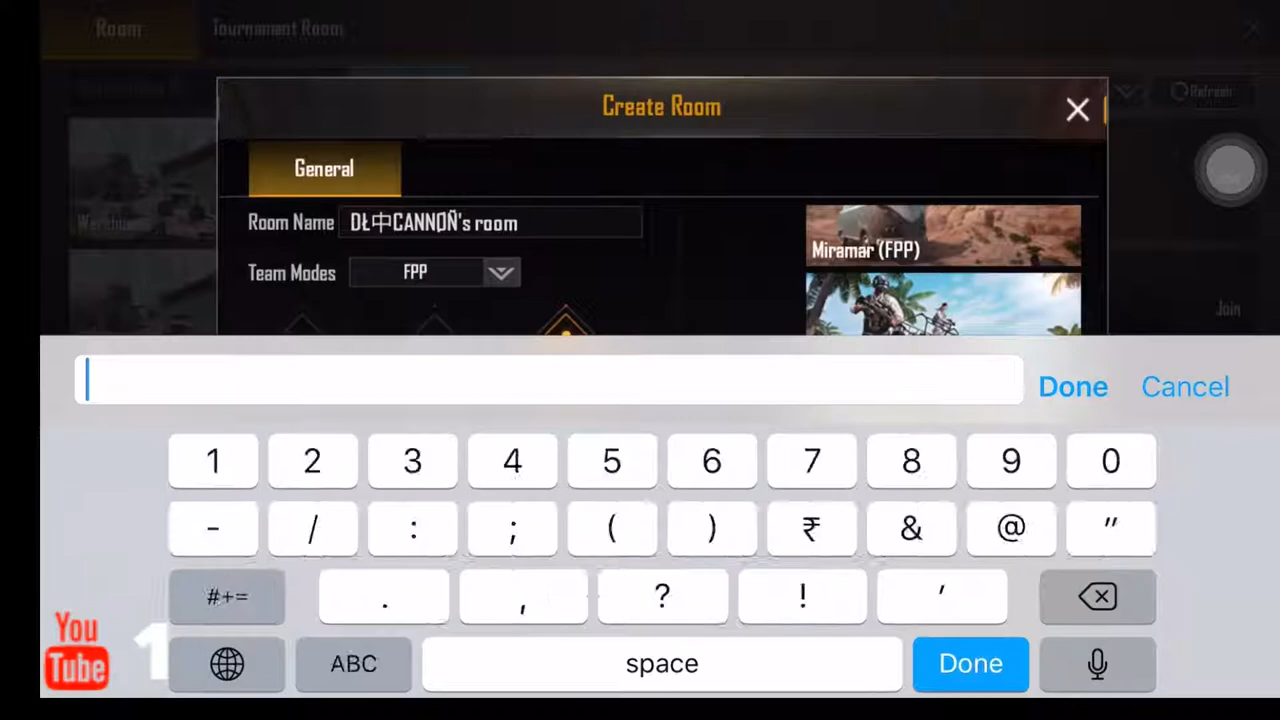 Room Tournament Room
Refresh
Create Room
General
Room Name DŁ中CANNØÑ's room
Miramar (FPP)
Team Modes FPP
Join
Done Cancel
1 2 3 4 5 6 7 8 9 0
- / : ; ( ) ₹ & @ "
#+= . , ? ! '
You
Tube
ABC space Done